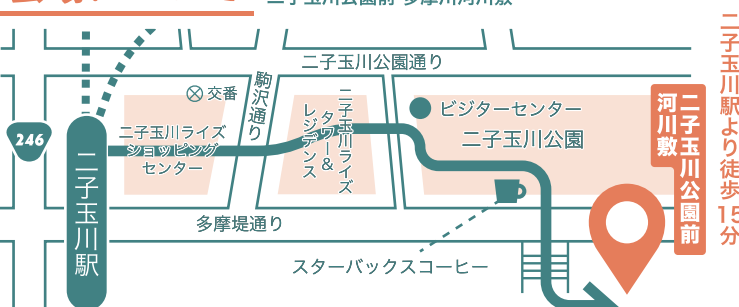 二子玉川公園前 多摩川河川敷
二子玉川公園通り
交番
駒沢通り
二子玉川ライズ
タワー&
レジデンス
ビジターセンター
二子玉川公園
二子玉川ライズ
ショッピング
センター
246
二子玉川駅
多摩堤通り
スターバックスコーヒー
二子玉川公園前
河川敷
二子玉川駅より徒歩15分